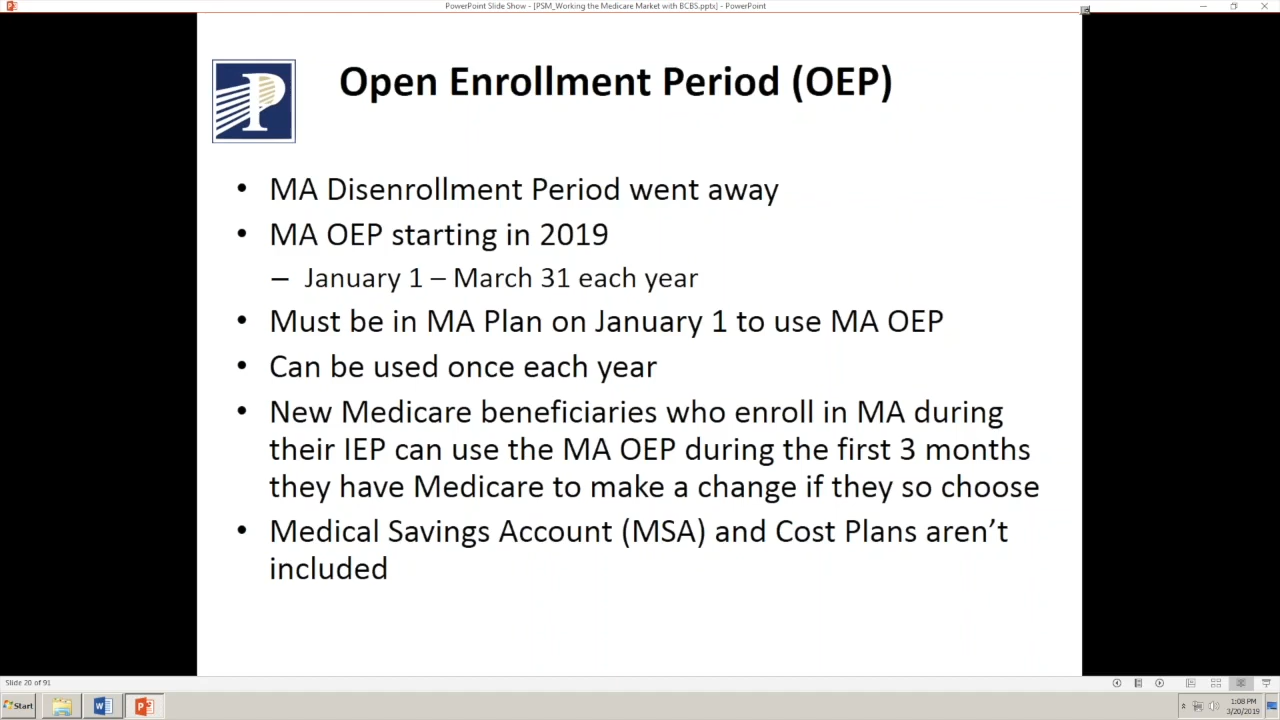 PowerPoint Slide Show - [PSM_Working the Medicare Market with BCBS.pptx] - PowerPoint
P
Open Enrollment Period (OEP)
• MA Disenrollment Period went away
• MA OEP starting in 2019
– January 1 – March 31 each year
• Must be in MA Plan on January 1 to use MA OEP
• Can be used once each year
• New Medicare beneficiaries who enroll in MA during
their IEP can use the MA OEP during the first 3 months
they have Medicare to make a change if they so choose
• Medical Savings Account (MSA) and Cost Plans aren’t
included
Slide 20 of 91
Start
1:08 PM
3/20/2019